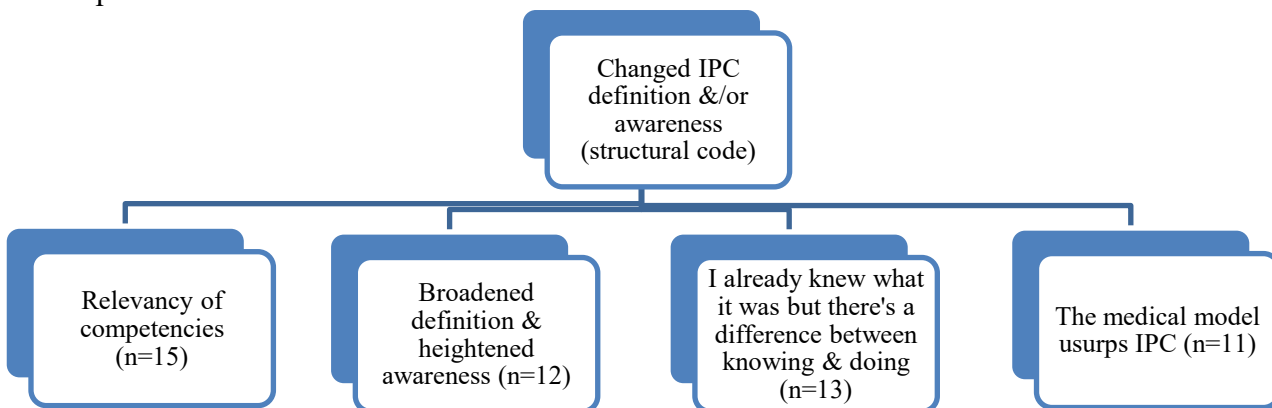 Changed IPC
definition &/or
awareness
(structural code)
Relevancy of
competencies
(n=15)
Broadened
definition &
heightened
awareness (n=12)
I already knew what
it was but there's a
difference between
knowing & doing
(n=13)
The medical model
usurps IPC (n=11)